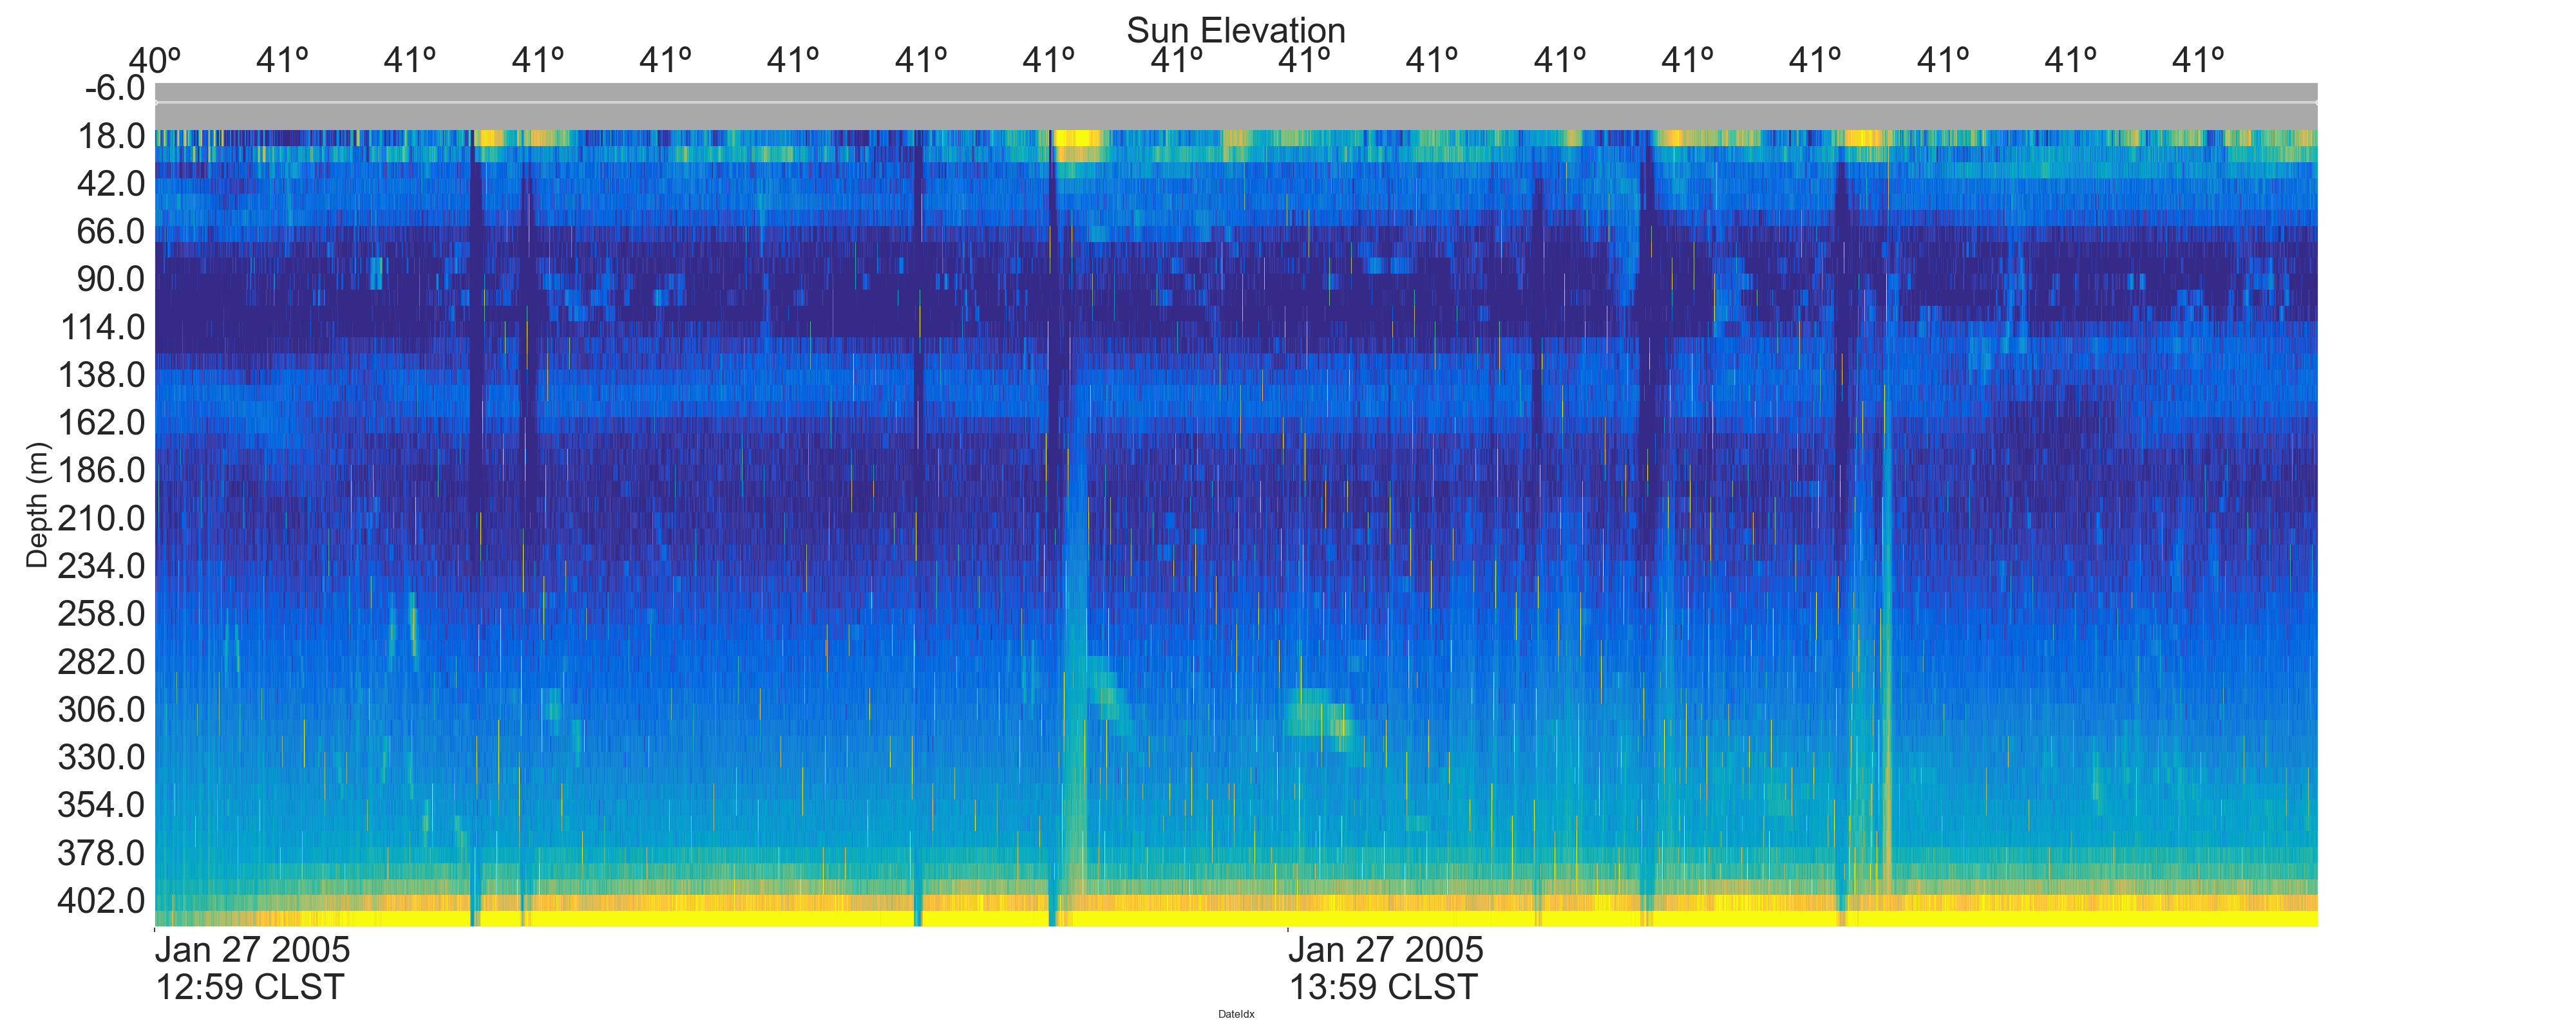 Sun Elevation
40º 41º 41º 41º 41º 41º 41º 41º 41º 41º 41º 41º 41º 41º 41º 41º 41º
-6.0
18.0
42.0
66.0
90.0
114.0
138.0
162.0
186.0
210.0
234.0
258.0
282.0
306.0
330.0
354.0
378.0
402.0
Depth (m)
Jan 27 2005
12:59 CLST
Jan 27 2005
13:59 CLST
DateIdx